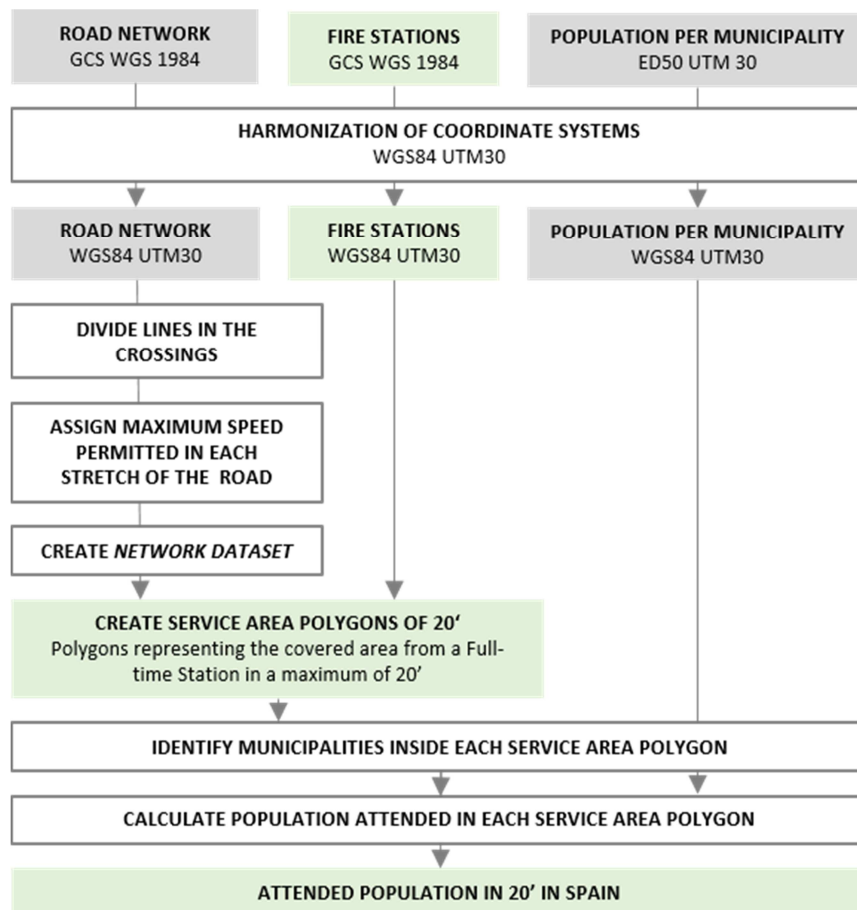 ROAD NETWORK
GCS WGS 1984
FIRE STATIONS
GCS WGS 1984
POPULATION PER MUNICIPALITY
ED50 UTM 30
HARMONIZATION OF COORDINATE SYSTEMS
WGS84 UTM30
ROAD NETWORK
WGS84 UTM30
FIRE STATIONS
WGS84 UTM30
POPULATION PER MUNICIPALITY
WGS84 UTM30
DIVIDE LINES IN THE
CROSSINGS
ASSIGN MAXIMUM SPEED
PERMITTED IN EACH
STRETCH OF THE ROAD
CREATE NETWORK DATASET
CREATE SERVICE AREA POLYGONS OF 20‘
Polygons representing the covered area from a Full-
time Station in a maximum of 20’
IDENTIFY MUNICIPALITIES INSIDE EACH SERVICE AREA POLYGON
CALCULATE POPULATION ATTENDED IN EACH SERVICE AREA POLYGON
ATTENDED POPULATION IN 20’ IN SPAIN